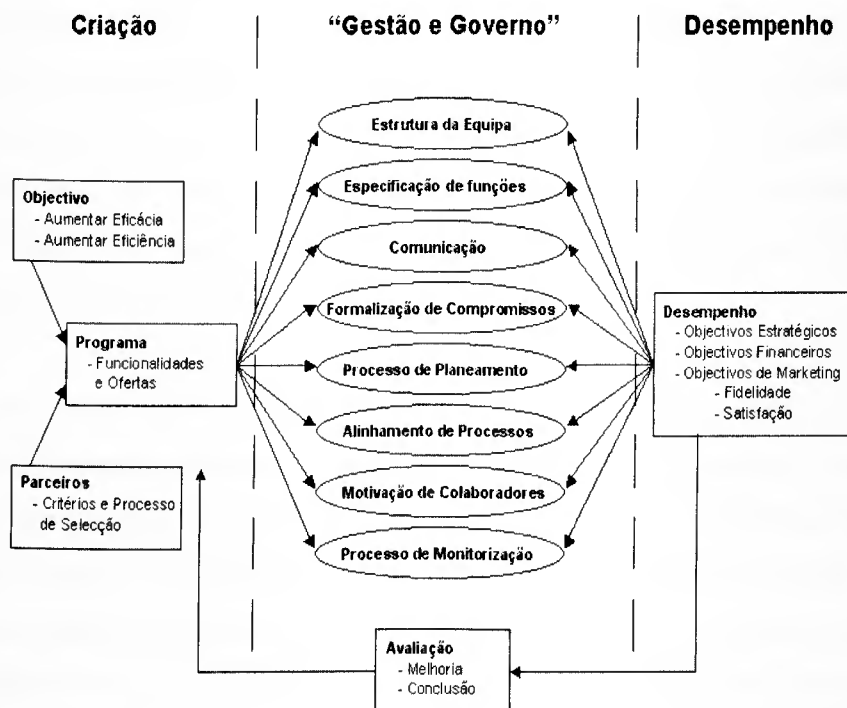 Criação
“Gestão e Governo”
Desempenho
Objectivo
- Aumentar Eficácia
- Aumentar Eficiência
Programa
- Funcionalidades
e Ofertas
Parceiros
- Critérios e Processo
de Selecção
Estrutura da Equipa
Especificação de funções
Comunicação
Formalização de Compromissos
Processo de Planeamento
Alinhamento de Processos
Motivação de Colaboradores
Processo de Monitorização
Desempenho
- Objectivos Estratégicos
- Objectivos Financeiros
- Objectivos de Marketing
- Fidelidade
- Satisfação
Avaliação
- Melhoria
- Conclusão